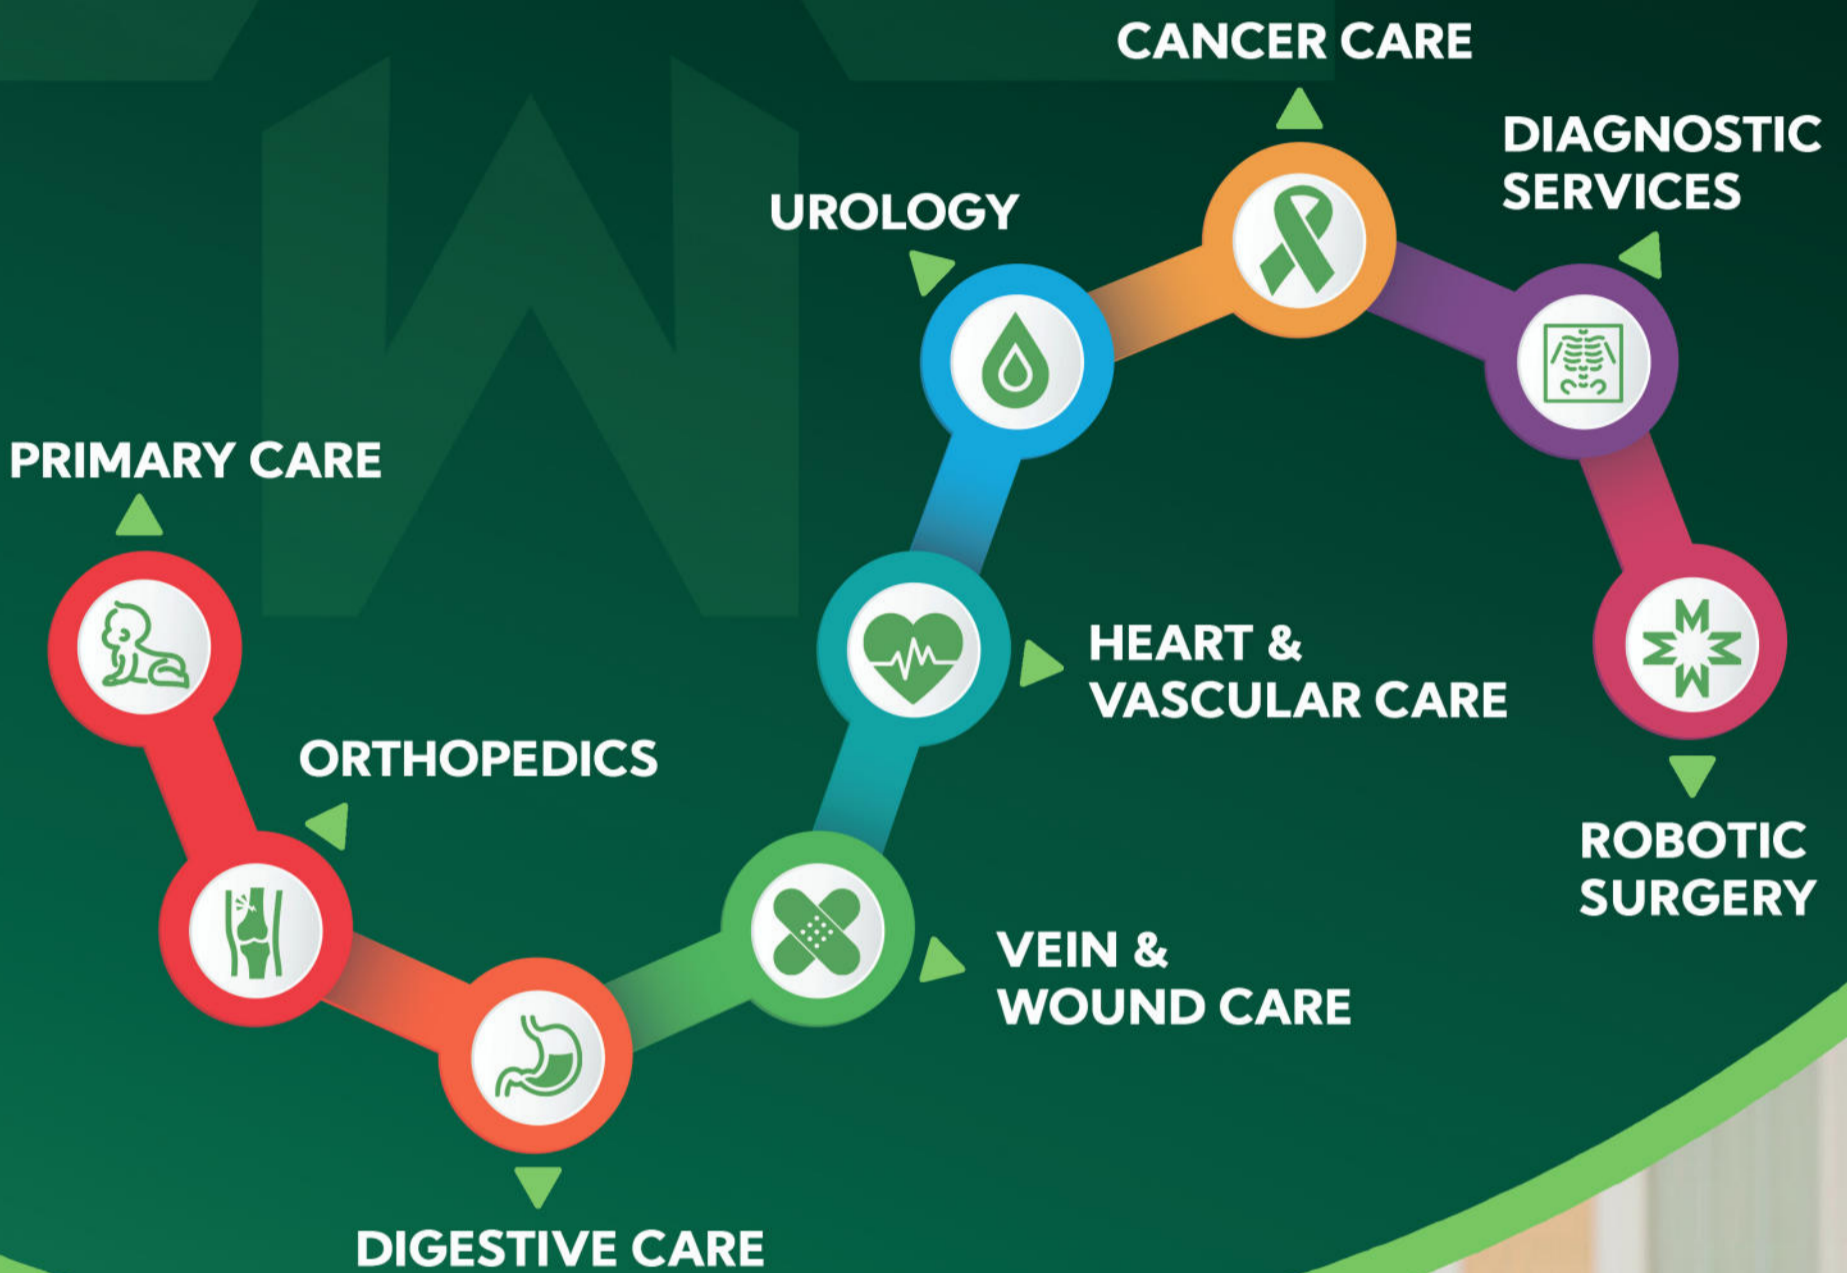 CANCER CARE
DIAGNOSTIC
SERVICES
UROLOGY
PRIMARY CARE
HEART &
VASCULAR CARE
ORTHOPEDICS
ROBOTIC
SURGERY
VEIN &
WOUND CARE
DIGESTIVE CARE